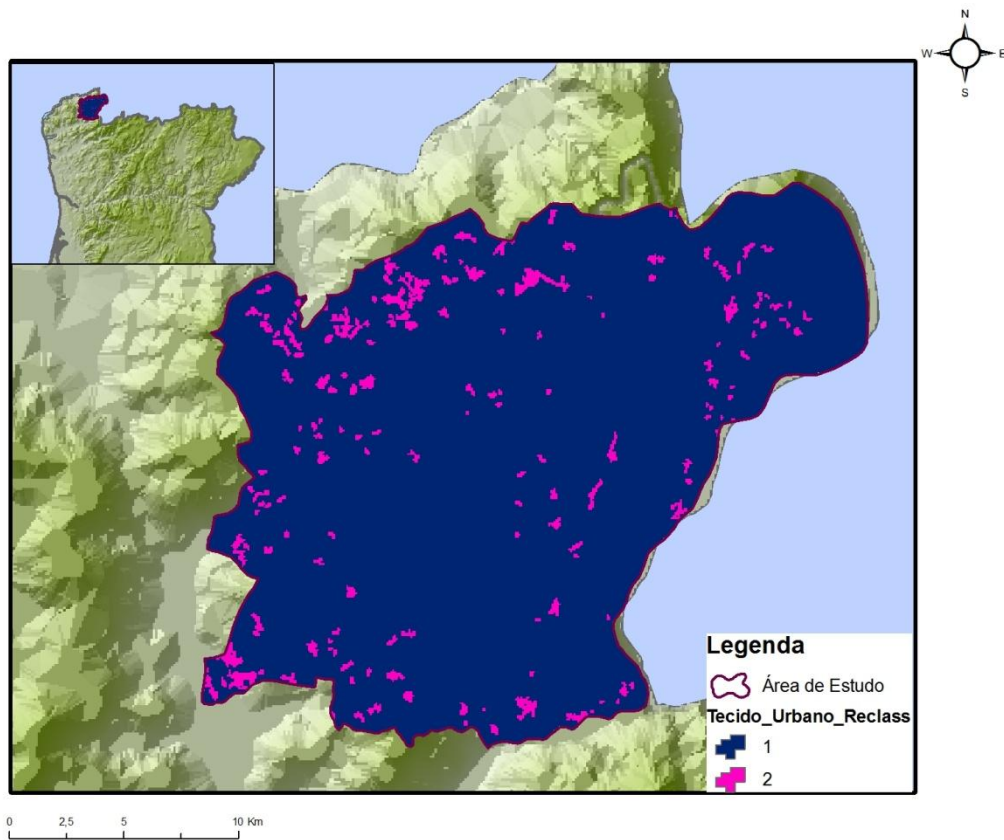 N
W E
S
Legenda
Área de Estudo
Tecido_Urbano_Reclass
1
2
0 2,5 5 10 Km